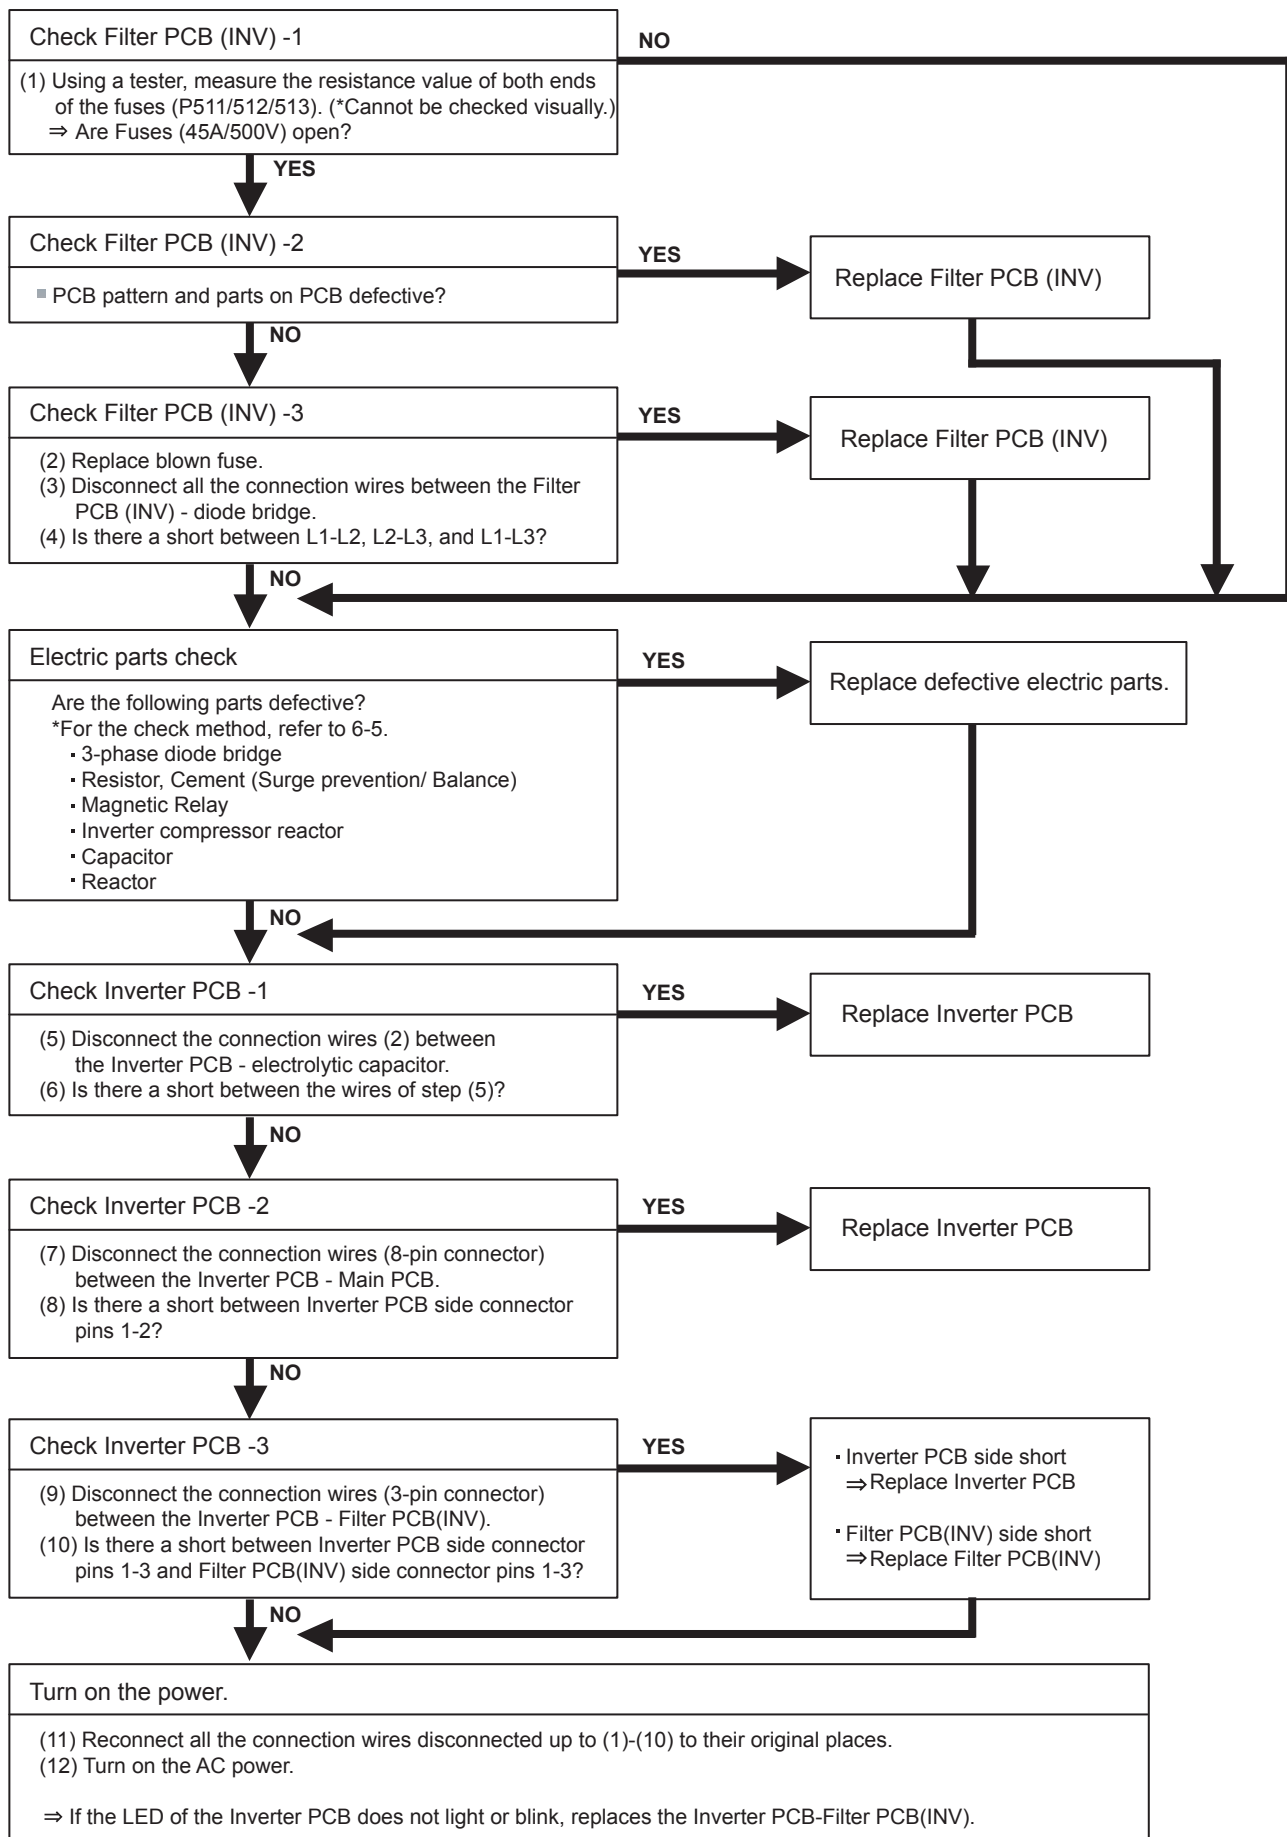 Check Filter PCB (INV) -1
NO
(1) Using a tester, measure the resistance value of both ends
of the fuses (P511/512/513). (*Cannot be checked visually.)
⇒ Are Fuses (45A/500V) open?
YES
Check Filter PCB (INV) -2
YES
Replace Filter PCB (INV)
■ PCB pattern and parts on PCB defective?
NO
Check Filter PCB (INV) -3
YES
Replace Filter PCB (INV)
(2) Replace blown fuse.
(3) Disconnect all the connection wires between the Filter
PCB (INV) - diode bridge.
(4) Is there a short between L1-L2, L2-L3, and L1-L3?
NO
Electric parts check
YES
Replace defective electric parts.
Are the following parts defective?
*For the check method, refer to 6-5.
· 3-phase diode bridge
· Resistor, Cement (Surge prevention/ Balance)
· Magnetic Relay
· Inverter compressor reactor
· Capacitor
· Reactor
NO
Check Inverter PCB -1
YES
Replace Inverter PCB
(5) Disconnect the connection wires (2) between
the Inverter PCB - electrolytic capacitor.
(6) Is there a short between the wires of step (5)?
NO
Check Inverter PCB -2
YES
Replace Inverter PCB
(7) Disconnect the connection wires (8-pin connector)
between the Inverter PCB - Main PCB.
(8) Is there a short between Inverter PCB side connector
pins 1-2?
NO
Check Inverter PCB -3
YES
(9) Disconnect the connection wires (3-pin connector)
between the Inverter PCB - Filter PCB(INV).
(10) Is there a short between Inverter PCB side connector
pins 1-3 and Filter PCB(INV) side connector pins 1-3?
· Inverter PCB side short
⇒ Replace Inverter PCB
· Filter PCB(INV) side short
⇒ Replace Filter PCB(INV)
NO
Turn on the power.
(11) Reconnect all the connection wires disconnected up to (1)-(10) to their original places.
(12) Turn on the AC power.
⇒ If the LED of the Inverter PCB does not light or blink, replaces the Inverter PCB-Filter PCB(INV).